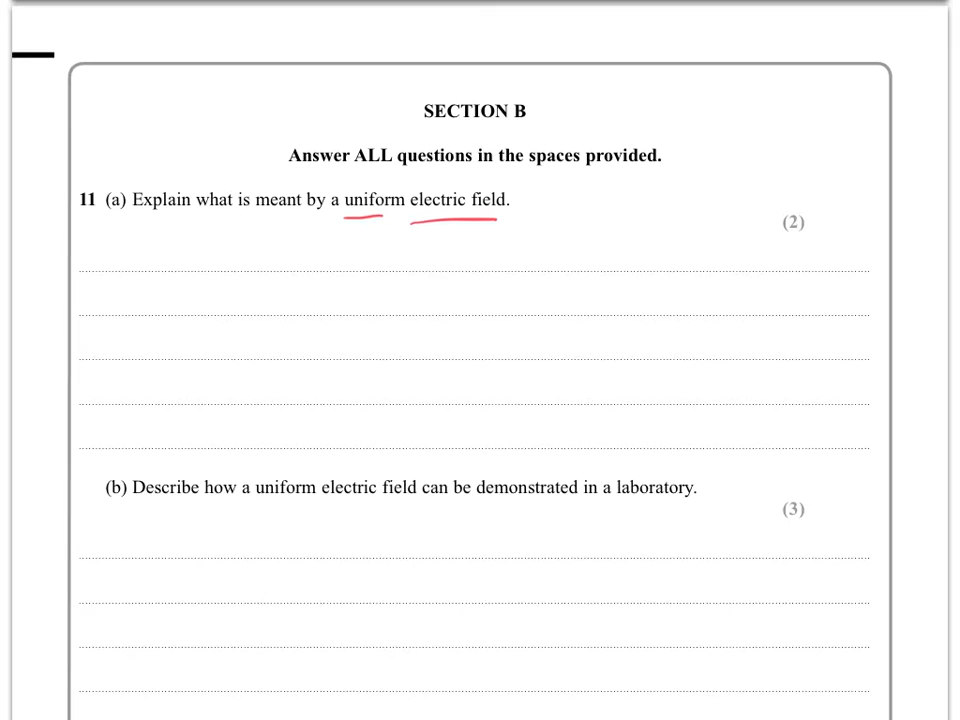 SECTION B
Answer ALL questions in the spaces provided.
11 (a) Explain what is meant by a uniform electric field.
(2)
(b) Describe how a uniform electric field can be demonstrated in a laboratory.
(3)